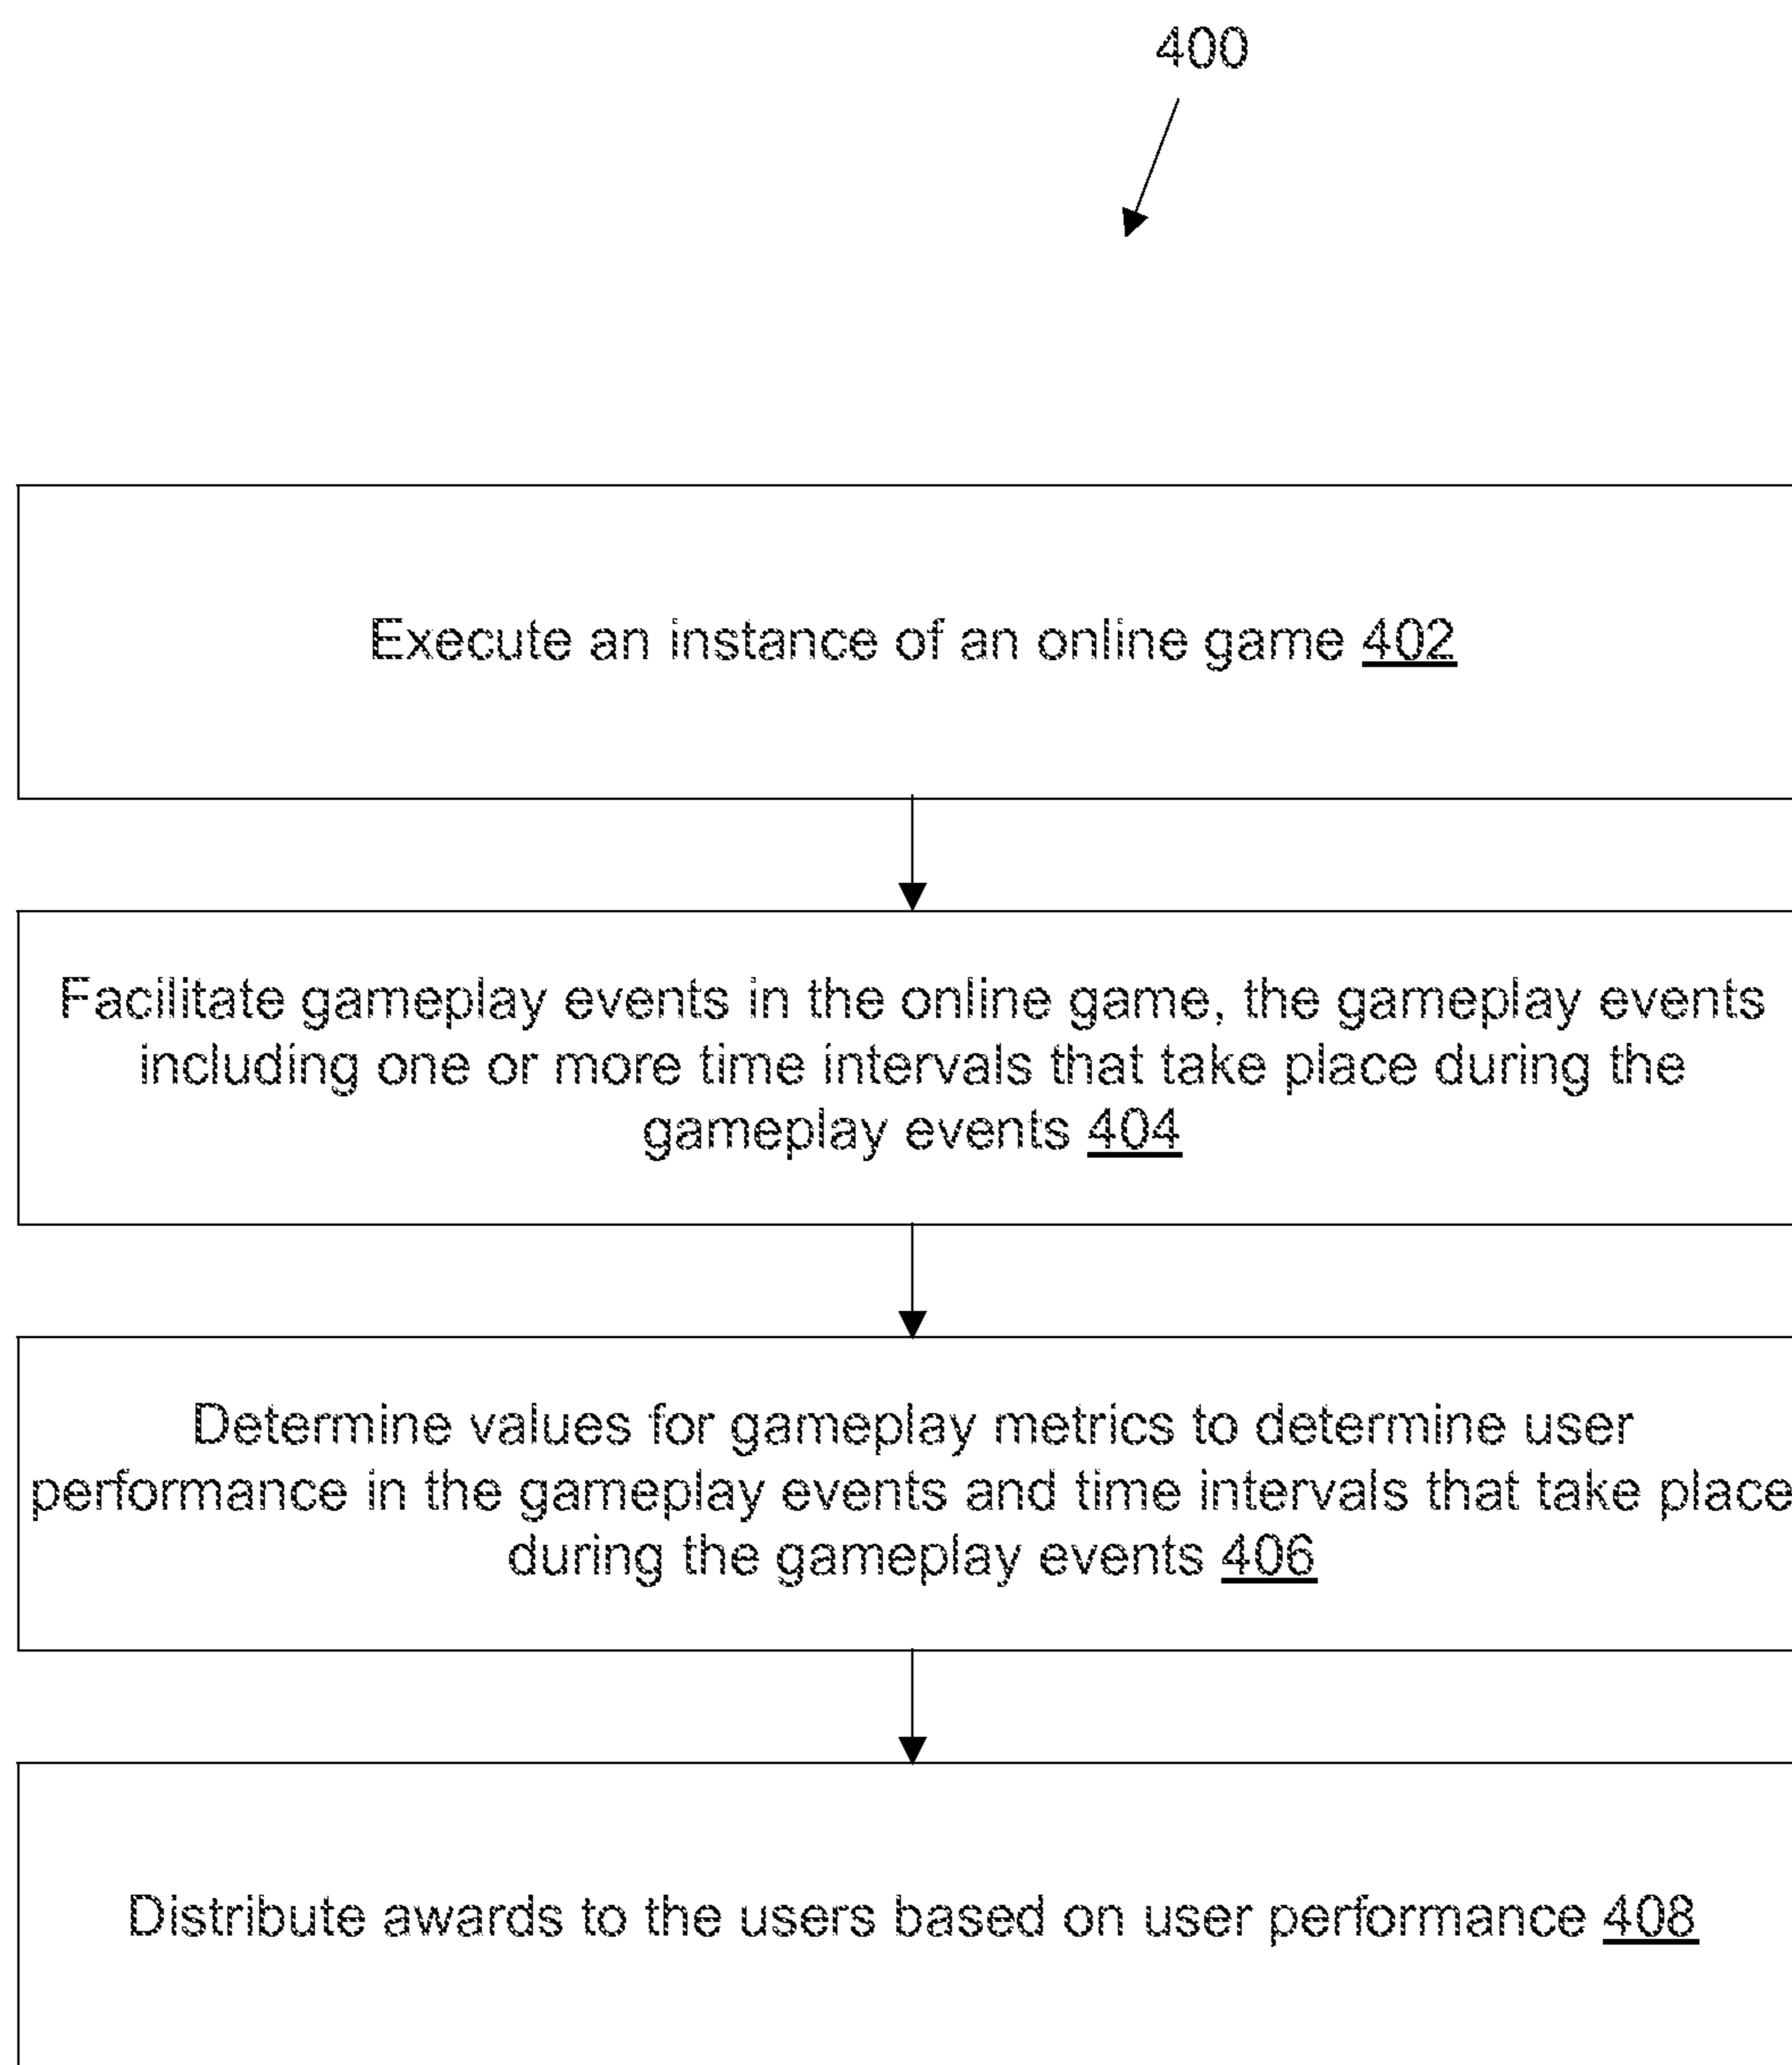 400
Execute an instance of an online game 402
Facilitate gameplay events in the online game, the gameplay events
including one or more time intervals that take place during the
gameplay events 404
Determine values for gameplay metrics to determine user
performance in the gameplay events and time intervals that take place
during the gameplay events 406
Distribute awards to the users based on user performance 408